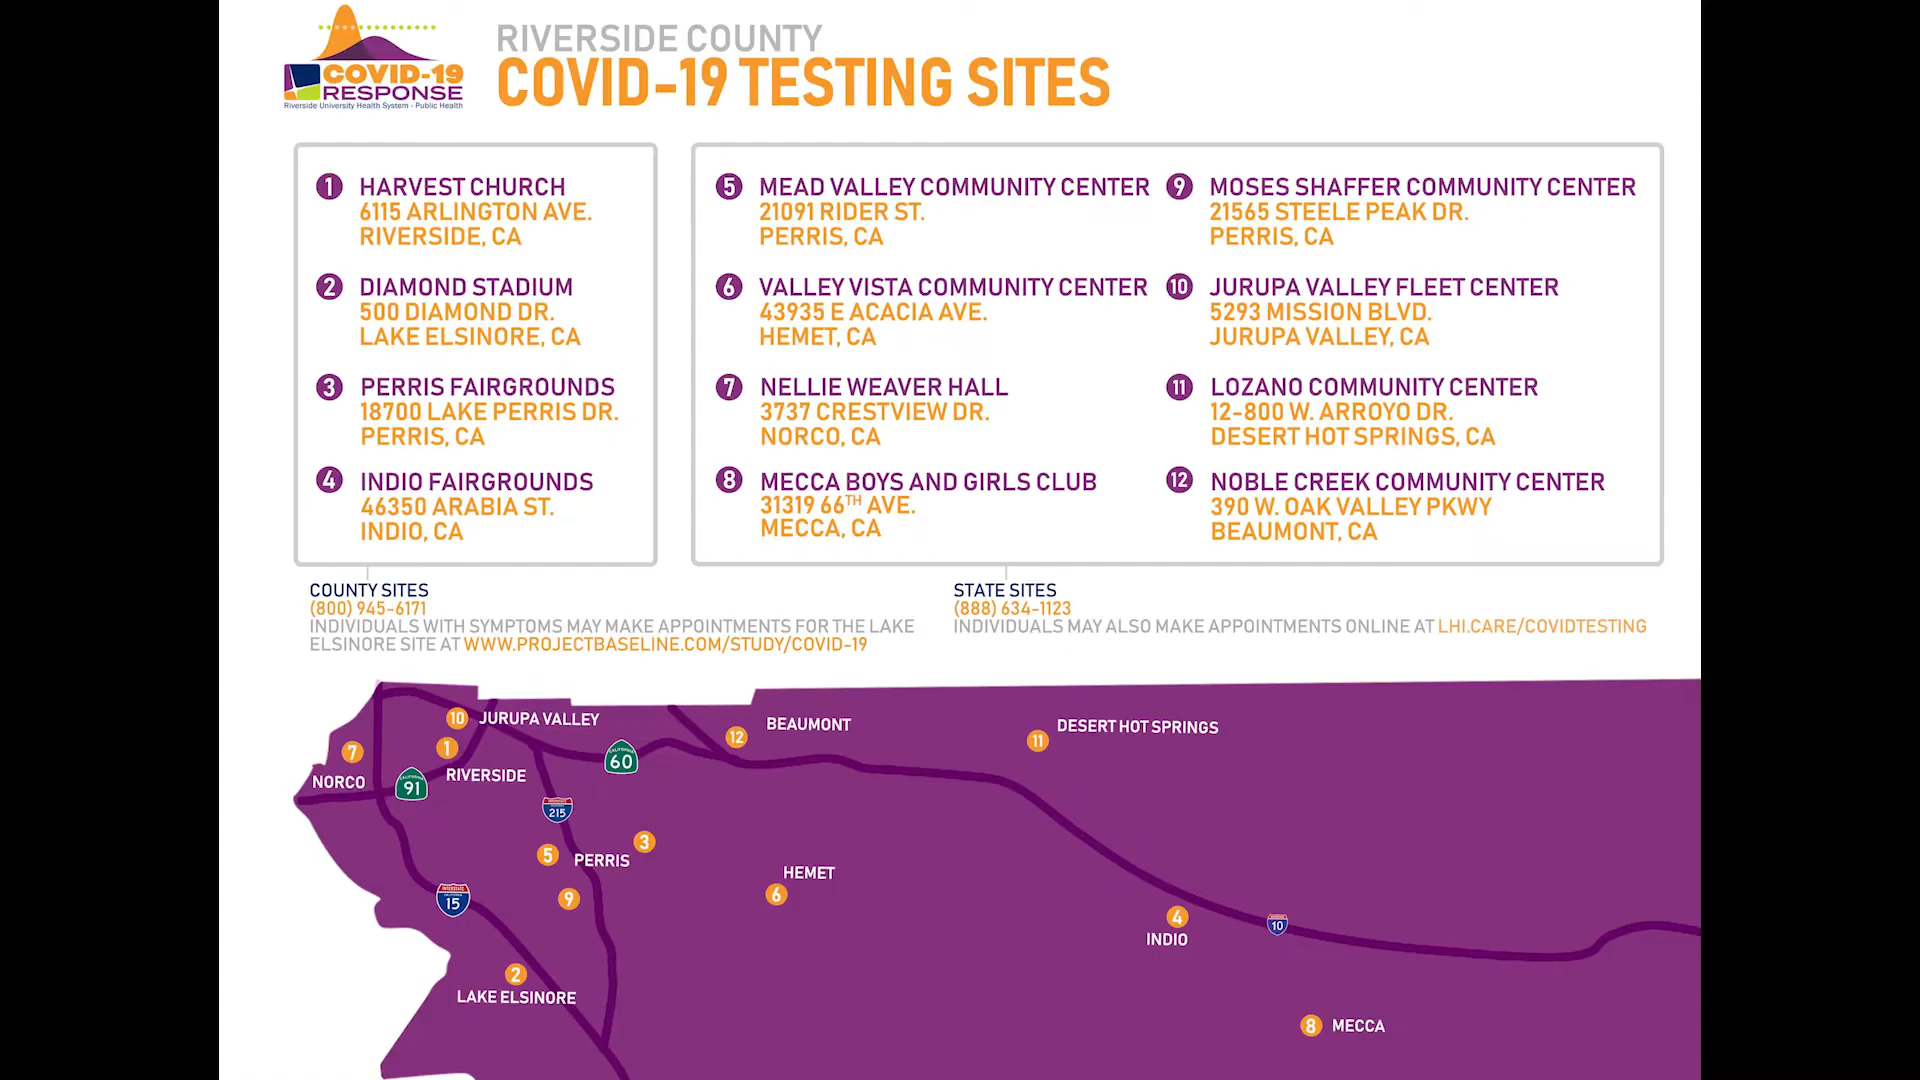 COVID-19
RESPONSE
Riverside University Health System - Public Health
RIVERSIDE COUNTY
COVID-19 TESTING SITES
1 HARVEST CHURCH
6115 ARLINGTON AVE.
RIVERSIDE, CA
2 DIAMOND STADIUM
500 DIAMOND DR.
LAKE ELSINORE, CA
3 PERRIS FAIRGROUNDS
18700 LAKE PERRIS DR.
PERRIS, CA
4 INDIO FAIRGROUNDS
46350 ARABIA ST.
INDIO, CA
5 MEAD VALLEY COMMUNITY CENTER
21091 RIDER ST.
PERRIS, CA
6 VALLEY VISTA COMMUNITY CENTER
43935 E ACACIA AVE.
HEMET, CA
7 NELLIE WEAVER HALL
3737 CRESTVIEW DR.
NORCO, CA
8 MECCA BOYS AND GIRLS CLUB
31319 66TH AVE.
MECCA, CA
9 MOSES SHAFFER COMMUNITY CENTER
21565 STEELE PEAK DR.
PERRIS, CA
10 JURUPA VALLEY FLEET CENTER
5293 MISSION BLVD.
JURUPA VALLEY, CA
11 LOZANO COMMUNITY CENTER
12-800 W. ARROYO DR.
DESERT HOT SPRINGS, CA
12 NOBLE CREEK COMMUNITY CENTER
390 W. OAK VALLEY PKWY
BEAUMONT, CA
COUNTY SITES
(800) 945-6171
INDIVIDUALS WITH SYMPTOMS MAY MAKE APPOINTMENTS FOR THE LAKE
ELSINORE SITE AT WWW.PROJECTBASELINE.COM/STUDY/COVID-19
STATE SITES
(888) 634-1123
INDIVIDUALS MAY ALSO MAKE APPOINTMENTS ONLINE AT LHI.CARE/COVIDTESTING
10 JURUPA VALLEY
12 BEAUMONT
11 DESERT HOT SPRINGS
7
NORCO
1
RIVERSIDE
CALIFORNIA
91
CALIFORNIA
60
INTERSTATE
215
5 PERRIS 3
9
HEMET
6
INTERSTATE
CALIFORNIA
15
4
INDIO
10
2
LAKE ELSINORE
8 MECCA